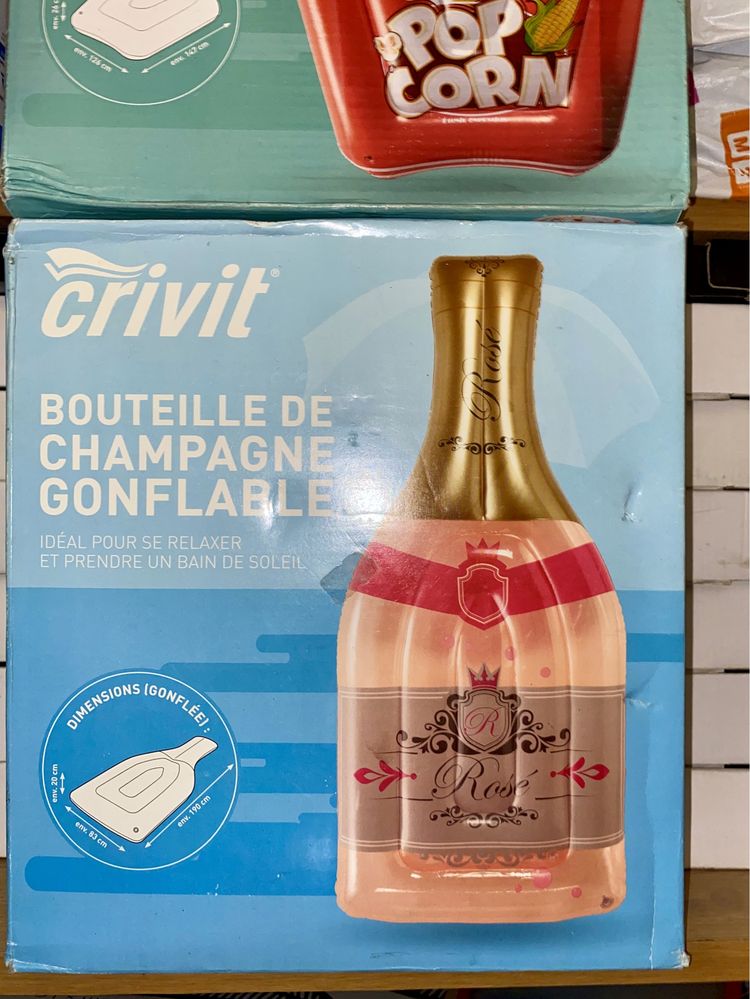 env. 126 cm
env. 147 cm
POP
CORN
crivit®
BOUTEILLE DE
CHAMPAGNE
GONFLABLE
IDÉAL POUR SE RELAXER
ET PRENDRE UN BAIN DE SOLEIL
Rosé
DIMENSIONS (GONFLÉE) :
env. 20 cm
env. 83 cm
env. 190 cm
R
Rosé